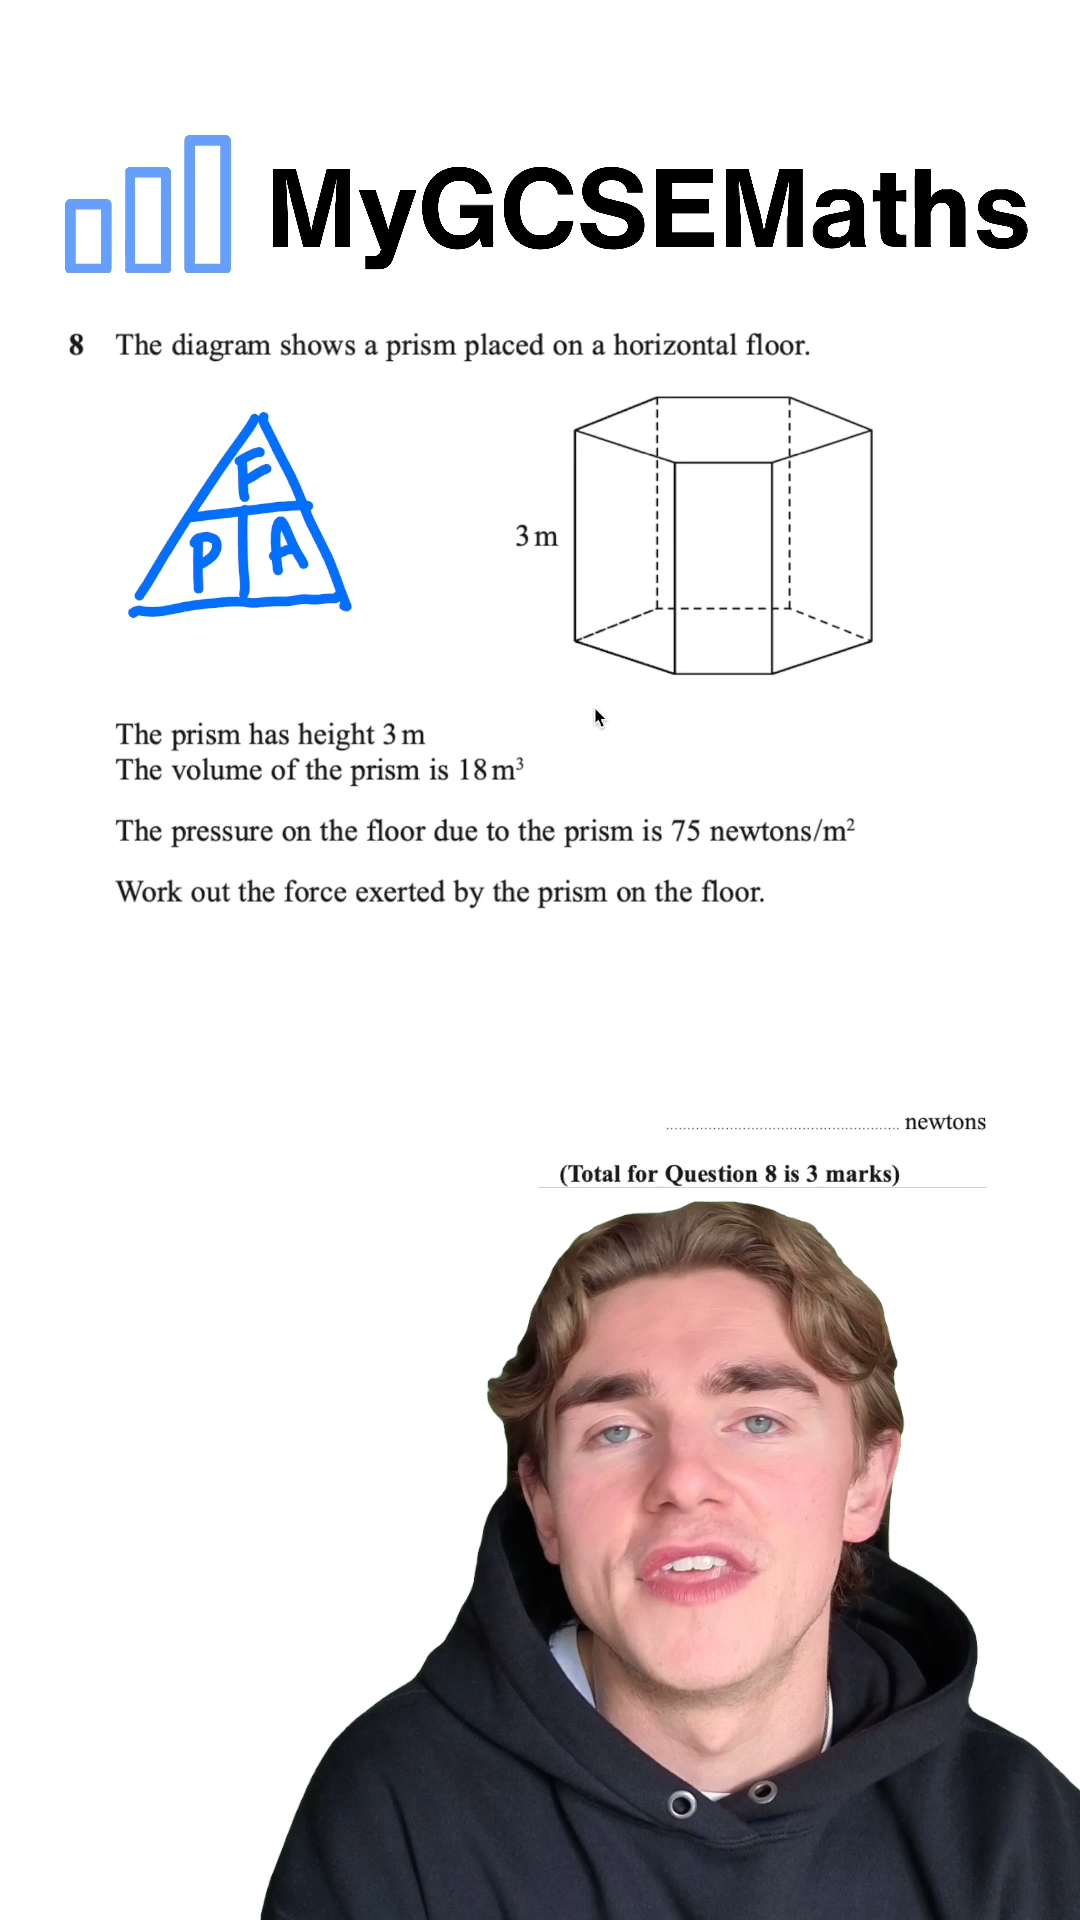 MyGCSEMaths
8 The diagram shows a prism placed on a horizontal floor.
F
P A
3 m
The prism has height 3 m
The volume of the prism is 18 m³
The pressure on the floor due to the prism is 75 newtons/m²
Work out the force exerted by the prism on the floor.
newtons
(Total for Question 8 is 3 marks)